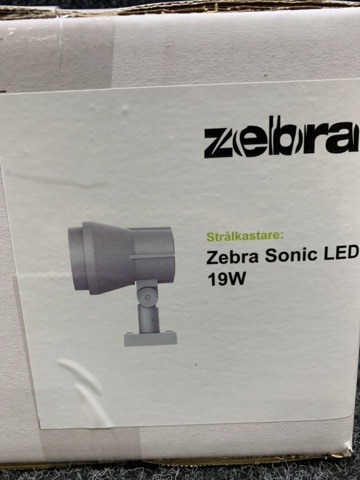 zebra
Strålkastare:
Zebra Sonic LED
19W